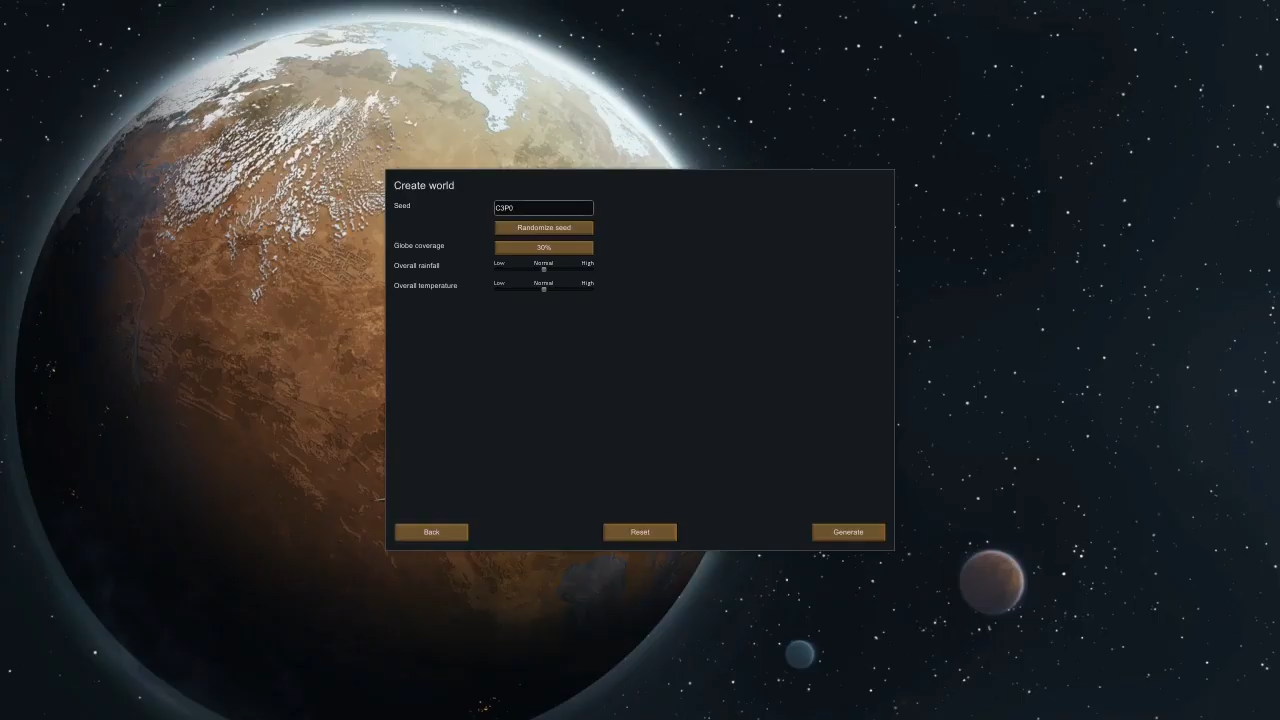 Create world
Seed
C3P0
Randomize seed
Globe coverage
30%
Overall rainfall
Low Normal High
Overall temperature
Low Normal High
Back Reset Generate